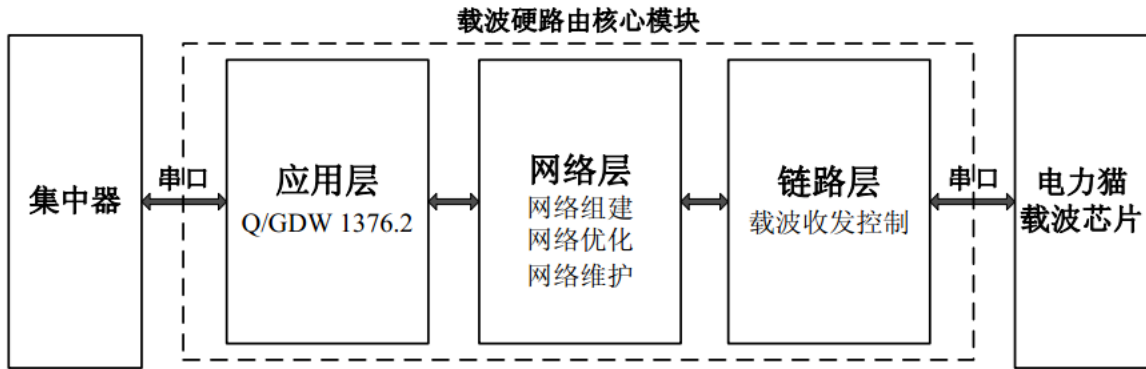 载波硬路由核心模块
集中器
串口
应用层
Q/GDW 1376.2
网络层
网络组建
网络优化
网络维护
链路层
载波收发控制
串口
电力猫
载波芯片